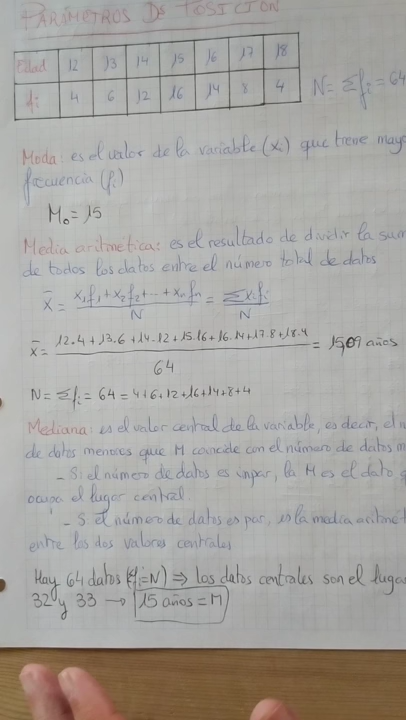 PARÁMETROS DE POSICIÓN
Edad 12 13 14 15 16 17 18
fi 4 6 12 16 14 8 4
N = Σfi = 64
Moda: es el valor de la variable (xi) que tiene
frecuencia (fi)
Mo = 15
Media aritmetica: es el resultado de dividir la
de todos los datos entre el número total de datos
x̄ = x1f1+x2f2+...+xnfn / N = Σxifi / N
x̄ = 12·4+13·6+14·12+15·16+16·14+17·8+18·4 / 64 = 15,09 años
N = Σfi = 64 = 4+6+12+16+14+8+4
Mediana: es el valor central de la variable, es decir, el
de datos menores que M coincide con el número de datos
- Si el número de datos es impar, la M es el dato
ocupa el lugar central.
- Si el número de datos es par, es la media
entre los dos valores centrales
Hay 64 datos (fi=N) ⇒ los datos centrales son el
32 y 33 → 15 años = M